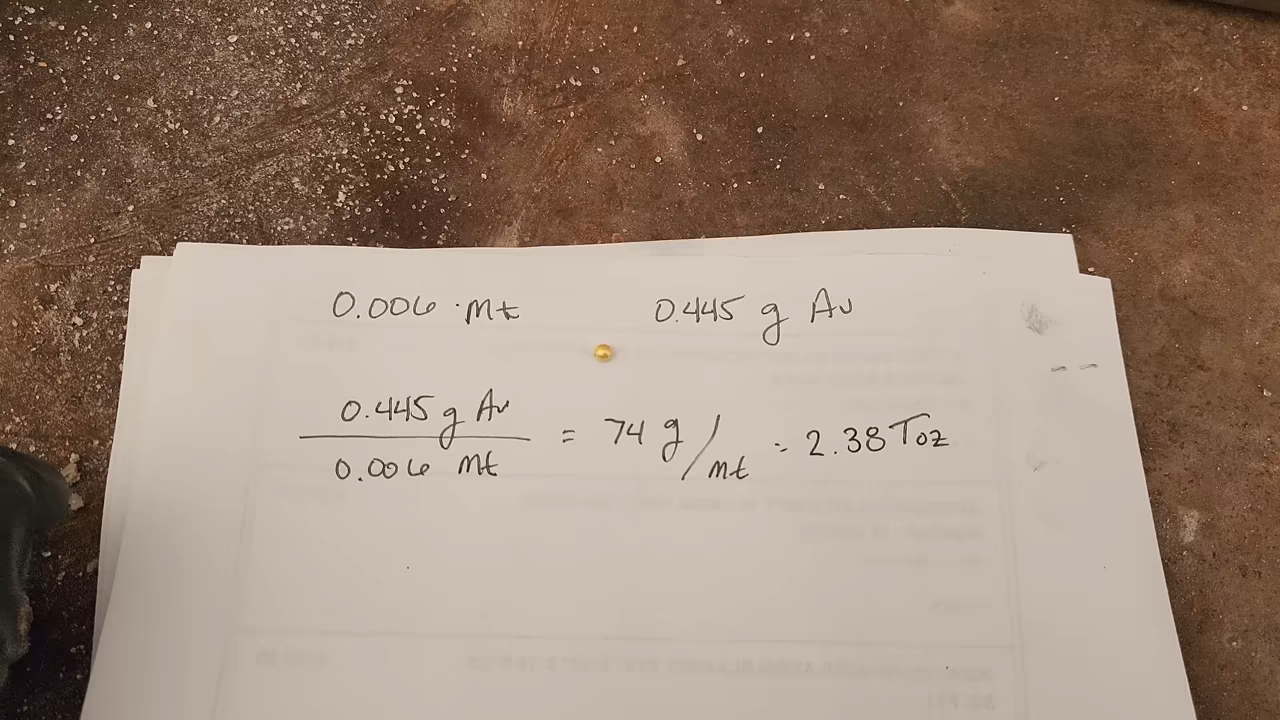 0.006 Mt 0.445 g Au
0.445 g Au
0.006 Mt
= 74 g/mt = 2.38 Toz